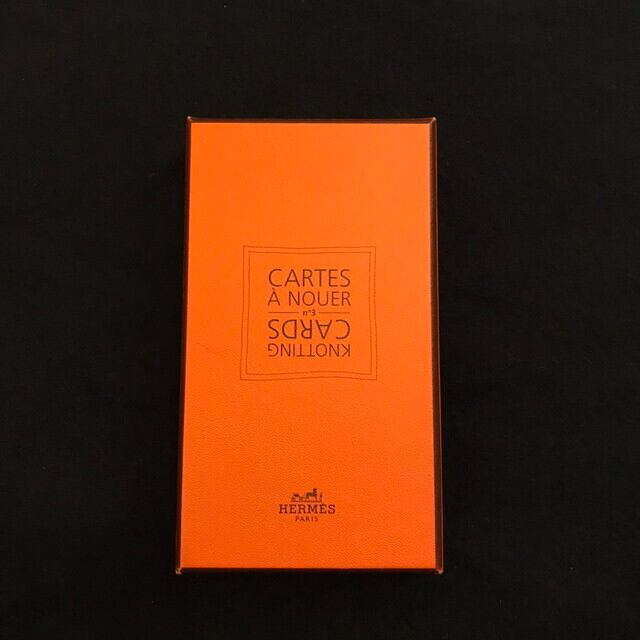 CARTES
À NOUER
n°3
KNOTTING
CARDS
HERMÈS
PARIS